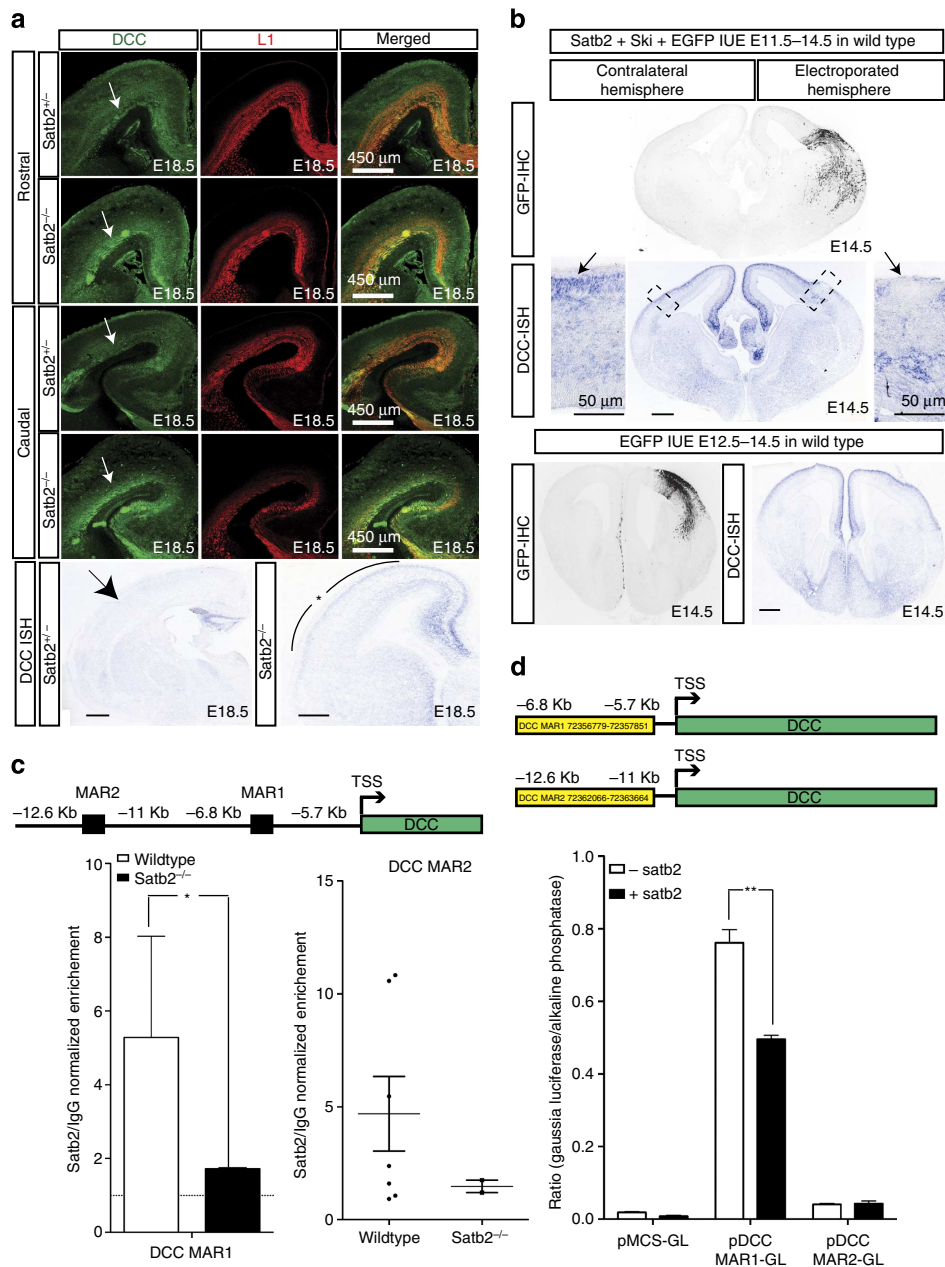 a
DCC
L1
Merged
Rostral
Satb2+/−
450 µm
E18.5
E18.5
E18.5
Satb2−/−
450 µm
E18.5
E18.5
E18.5
Caudal
Satb2+/−
450 µm
E18.5
E18.5
E18.5
Satb2−/−
450 µm
E18.5
E18.5
E18.5
DCC ISH
Satb2+/−
E18.5
Satb2−/−
*
E18.5
b
Satb2 + Ski + EGFP IUE E11.5–14.5 in wild type
Contralateral hemisphere
Electroporated hemisphere
GFP-IHC
E14.5
DCC-ISH
50 µm
E14.5
50 µm
EGFP IUE E12.5–14.5 in wild type
GFP-IHC
E14.5
DCC-ISH
E14.5
c
MAR2
MAR1
TSS
−12.6 Kb
−11 Kb
−6.8 Kb
−5.7 Kb
DCC
Wildtype
Satb2−/−
*
Satb2/IgG normalized enrichement
10
8
6
4
2
0
DCC MAR1
DCC MAR2
Satb2/IgG normalized enrichement
15
10
5
0
Wildtype
Satb2−/−
d
TSS
−6.8 Kb
−5.7 Kb
DCC MAR1 72356779-72357851
DCC
TSS
−12.6 Kb
−11 Kb
DCC MAR2 72362066-72363664
DCC
− satb2
+ satb2
**
Ratio (gaussia luciferase/alkaline phosphatase)
1.0
0.8
0.6
0.4
0.2
0.0
pMCS-GL
pDCC MAR1-GL
pDCC MAR2-GL